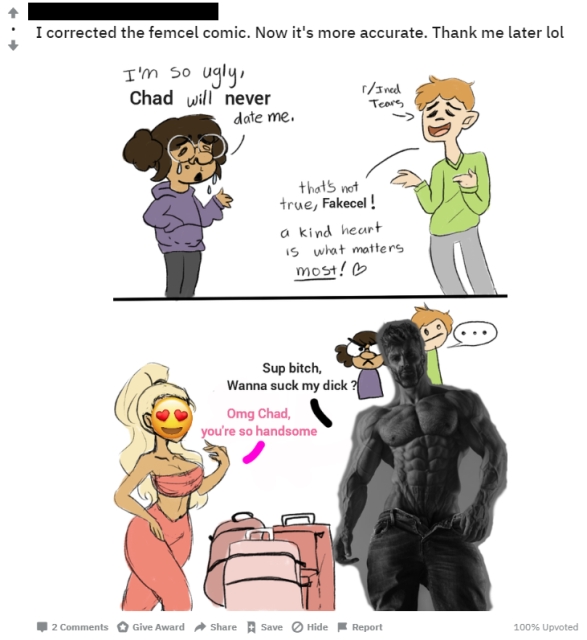 I corrected the femcel comic. Now it's more accurate. Thank me later lol
I'm so ugly,
Chad will never
date me.
r/Incel
Tears
that's not
true, Fakecel!
a kind heart
is what matters
most! ♡
...
Sup bitch,
Wanna suck my dick ?
Omg Chad,
you're so handsome
2 Comments Give Award Share Save Hide Report 100% Upvoted